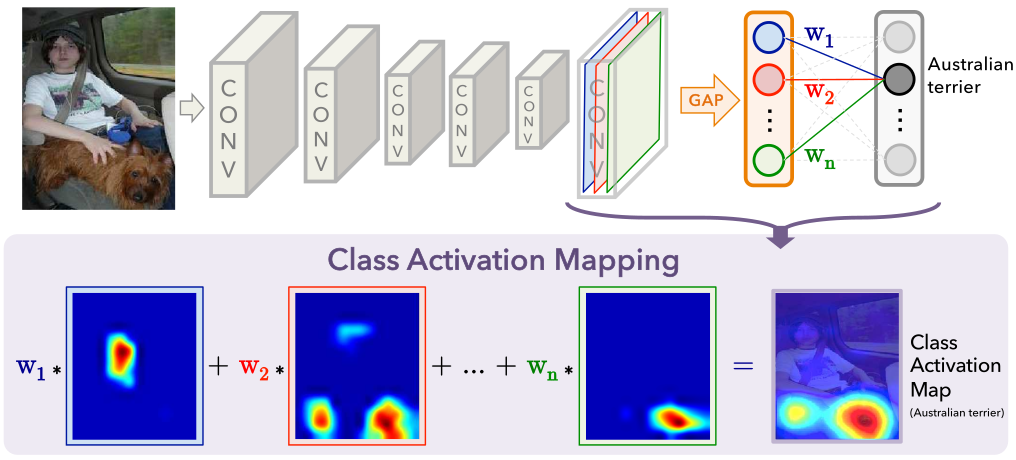 CONV
CONV
CONV
CONV
CONV
CONV
GAP
w1
w2
wn
Australian
terrier
Class Activation Mapping
w1 * + w2 * + ... + wn * =
Class
Activation
Map
(Australian terrier)